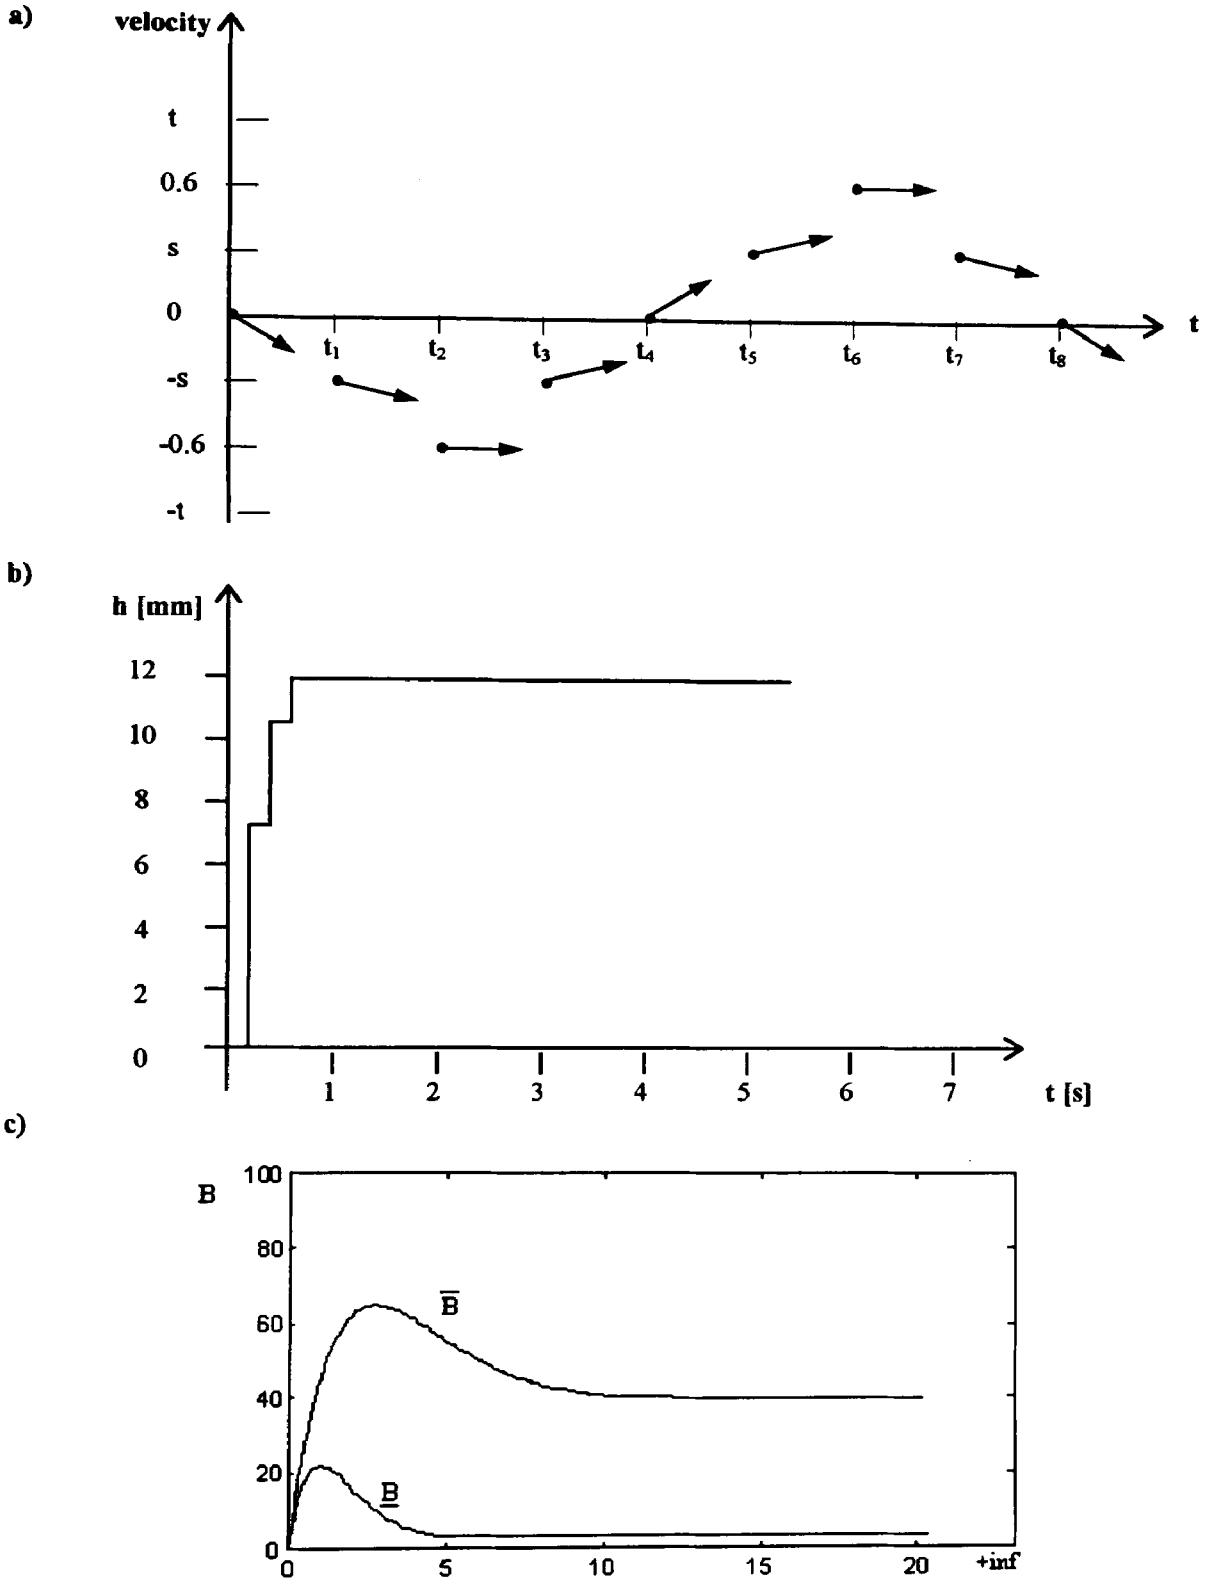 a)
velocity
t
0.6
s
0
t
t1 t2 t3 t4 t5 t6 t7 t8
-s
-0.6
-t
b)
h [mm]
12
10
8
6
4
2
0
1 2 3 4 5 6 7 t [s]
c)
100
B
80
B̅
60
40
20
B̲
0
0 5 10 15 20 +inf